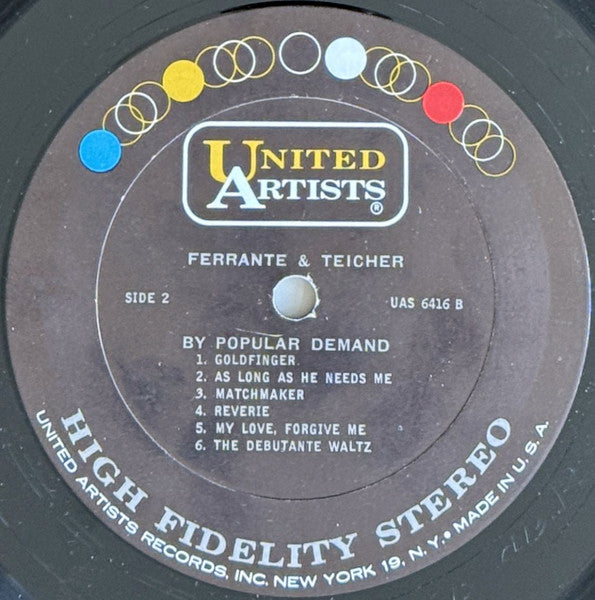 UNITED
ARTISTS®
FERRANTE & TEICHER
SIDE 2
UAS 6416 B
BY POPULAR DEMAND
1. GOLDFINGER
2. AS LONG AS HE NEEDS ME
3. MATCHMAKER
4. REVERIE
5. MY LOVE, FORGIVE ME
6. THE DEBUTANTE WALTZ
HIGH FIDELITY STEREO
UNITED ARTISTS RECORDS, INC. NEW YORK 19, N.Y. • MADE IN U.S.A.